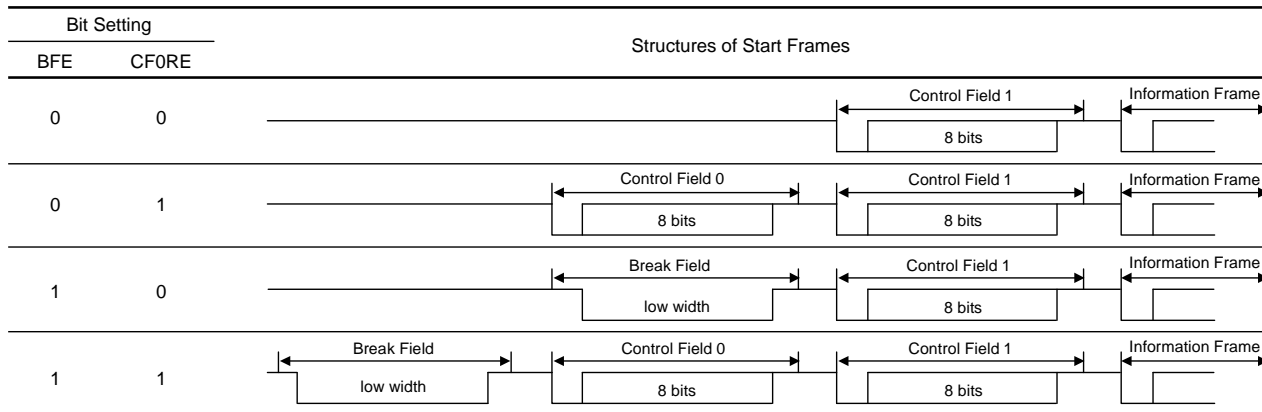 Bit Setting
Structures of Start Frames
BFE CF0RE
Control Field 1 Information Frame
0 0
8 bits
Control Field 0 Control Field 1 Information Frame
0 1
8 bits 8 bits
Break Field Control Field 1 Information Frame
1 0
low width 8 bits
Break Field Control Field 0 Control Field 1 Information Frame
1 1
low width 8 bits 8 bits